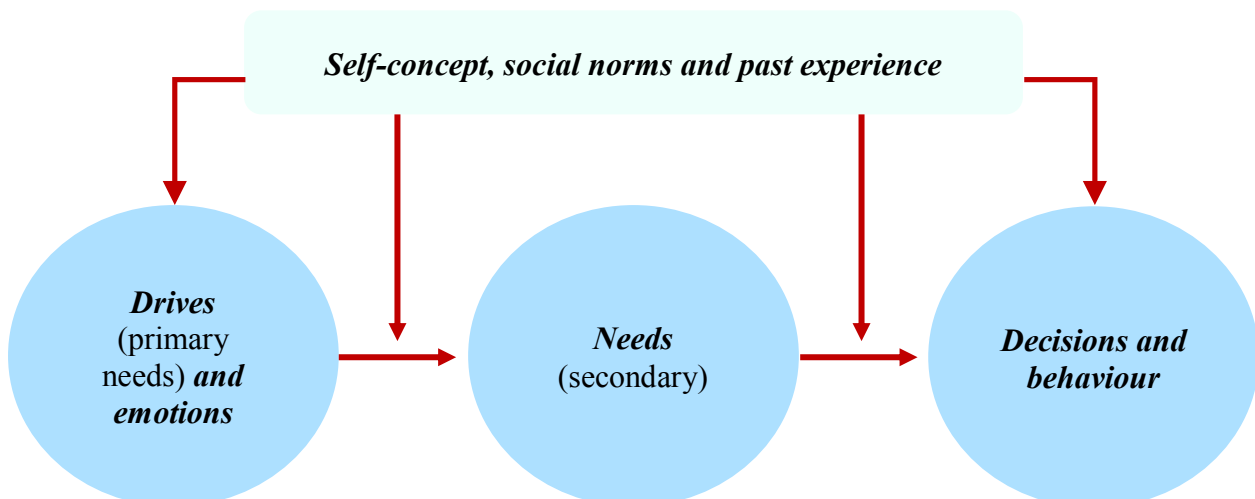 Self-concept, social norms and past experience
Drives
(primary
needs) and
emotions
Needs
(secondary)
Decisions and
behaviour